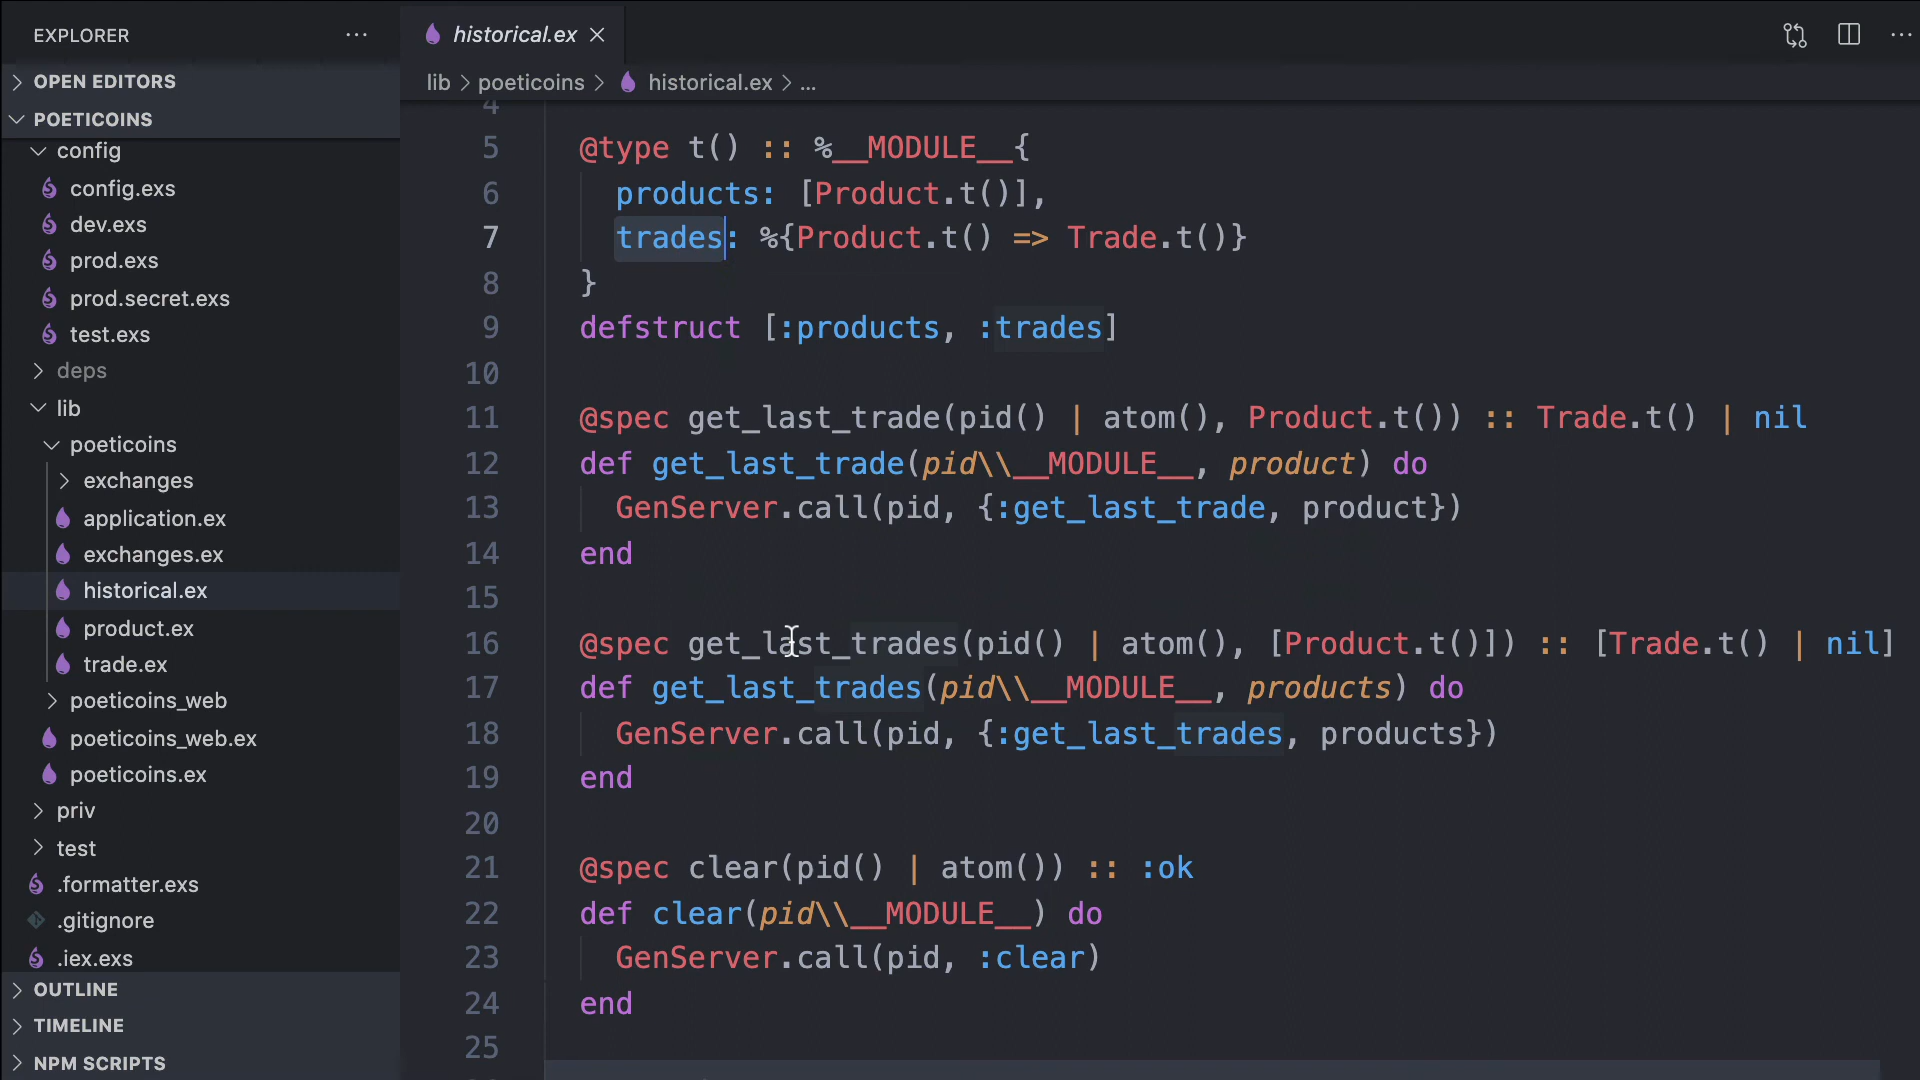 EXPLORER
OPEN EDITORS
POETICOINS
config
config.exs
dev.exs
prod.exs
prod.secret.exs
test.exs
deps
lib
poeticoins
exchanges
application.ex
exchanges.ex
historical.ex
product.ex
trade.ex
poeticoins_web
poeticoins_web.ex
poeticoins.ex
priv
test
.formatter.exs
.gitignore
.iex.exs
OUTLINE
TIMELINE
NPM SCRIPTS
historical.ex
lib > poeticoins > historical.ex > ...
4
5 @type t() :: %__MODULE__{
6 products: [Product.t()],
7 trades: %{Product.t() => Trade.t()}
8 }
9 defstruct [:products, :trades]
10
11 @spec get_last_trade(pid() | atom(), Product.t()) :: Trade.t() | nil
12 def get_last_trade(pid\\__MODULE__, product) do
13 GenServer.call(pid, {:get_last_trade, product})
14 end
15
16 @spec get_last_trades(pid() | atom(), [Product.t()]) :: [Trade.t() | nil]
17 def get_last_trades(pid\\__MODULE__, products) do
18 GenServer.call(pid, {:get_last_trades, products})
19 end
20
21 @spec clear(pid() | atom()) :: :ok
22 def clear(pid\\__MODULE__) do
23 GenServer.call(pid, :clear)
24 end
25